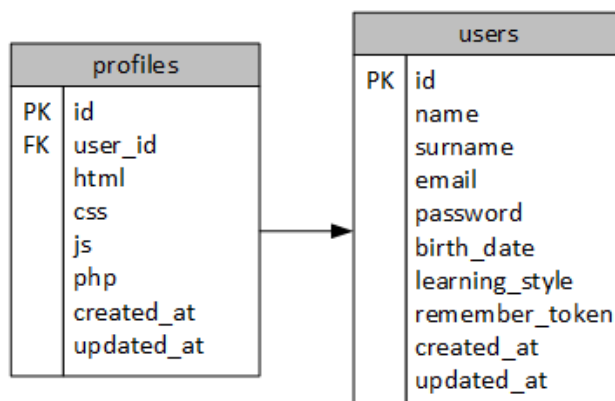 profiles
PK id
FK user_id
html
css
js
php
created_at
updated_at
users
PK id
name
surname
email
password
birth_date
learning_style
remember_token
created_at
updated_at